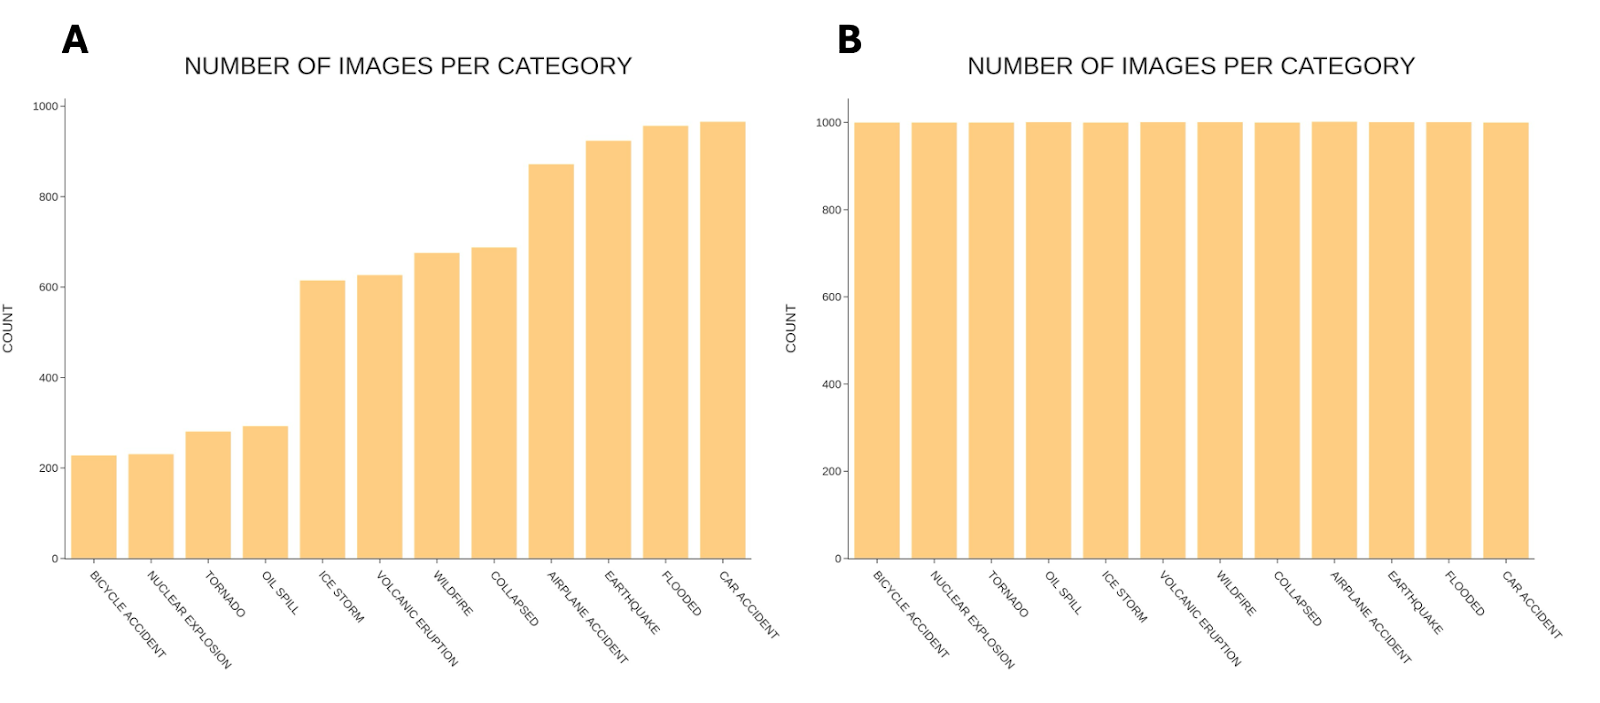 A
NUMBER OF IMAGES PER CATEGORY
1000
800
600
400
200
0
COUNT
BICYCLE ACCIDENT
NUCLEAR EXPLOSION
TORNADO
OIL SPILL
ICE STORM
VOLCANIC ERUPTION
WILDFIRE
COLLAPSED
AIRPLANE ACCIDENT
EARTHQUAKE
FLOODED
CAR ACCIDENT
B
NUMBER OF IMAGES PER CATEGORY
1000
800
600
400
200
0
COUNT
BICYCLE ACCIDENT
NUCLEAR EXPLOSION
TORNADO
OIL SPILL
ICE STORM
VOLCANIC ERUPTION
WILDFIRE
COLLAPSED
AIRPLANE ACCIDENT
EARTHQUAKE
FLOODED
CAR ACCIDENT